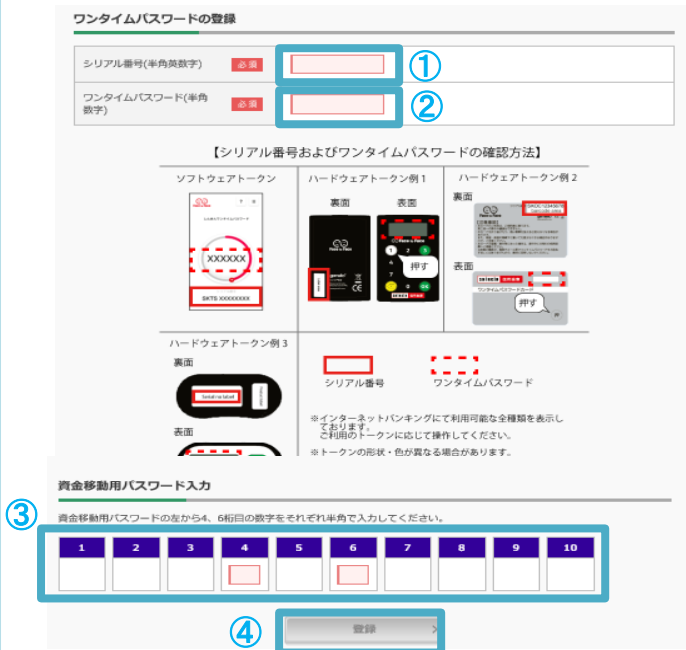 ワンタイムパスワードの登録
シリアル番号(半角英数字) 必須 ①
ワンタイムパスワード(半角
数字) 必須 ②
【シリアル番号およびワンタイムパスワードの確認方法】
ソフトウェアトークン ハードウェアトークン例1 ハードウェアトークン例2
裏面 表面
XXXXXX
SKTS XXXXXXXX
押す
裏面
表面
押す
ハードウェアトークン例3
裏面
表面
シリアル番号 ワンタイムパスワード
※インターネットバンキングにて利用可能な全種類を表示し
ております。
ご利用のトークンに応じて操作してください。
※トークンの形状・色が異なる場合があります。
資金移動用パスワード入力
③
資金移動用パスワードの左から4、6桁目の数字をそれぞれ半角で入力してください。
1 2 3 4 5 6 7 8 9 10
④ 登録